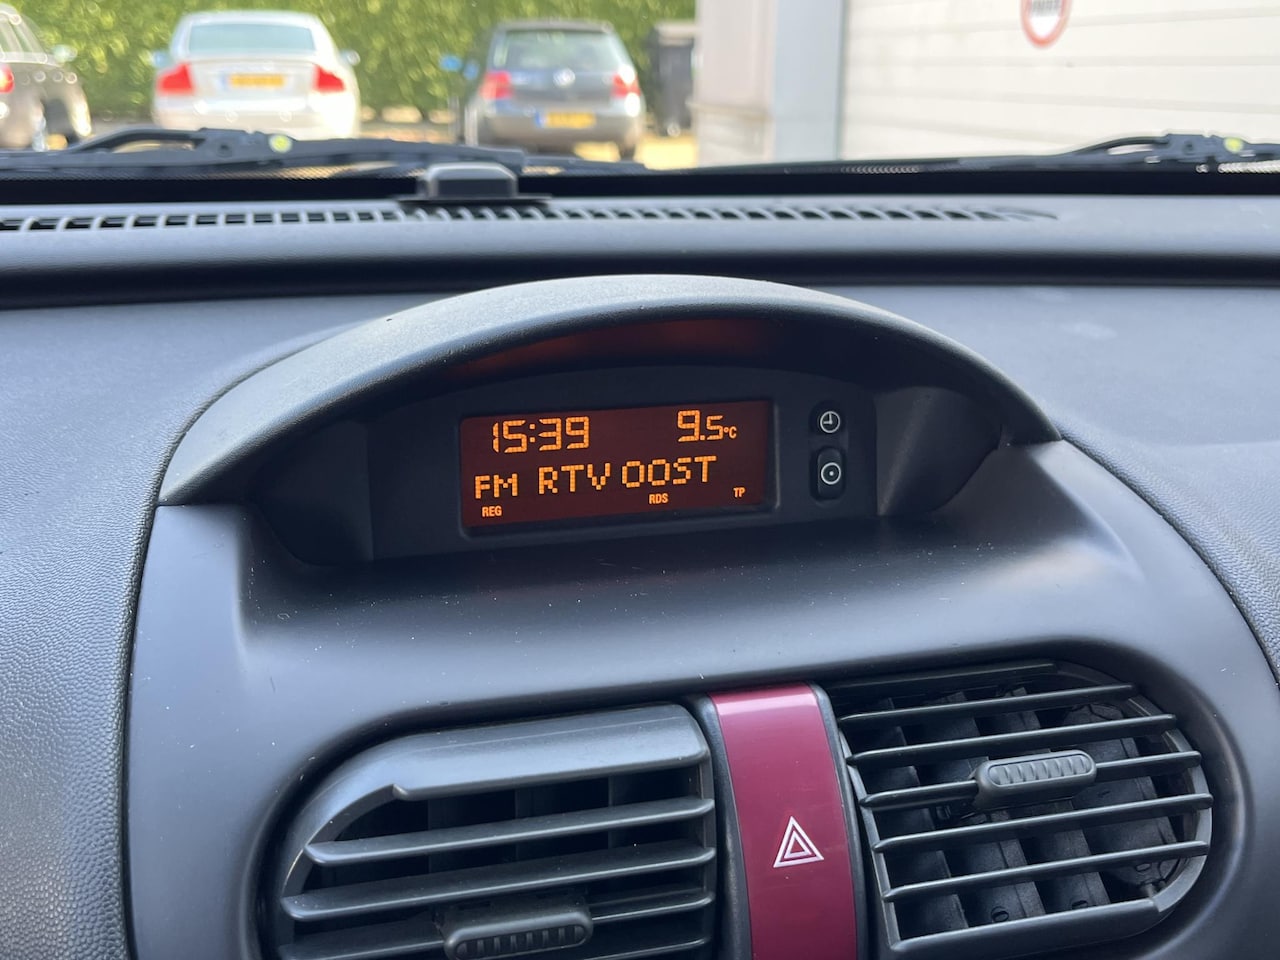 15:39 9.5°C
FM RTV OOST
REG RDS TP